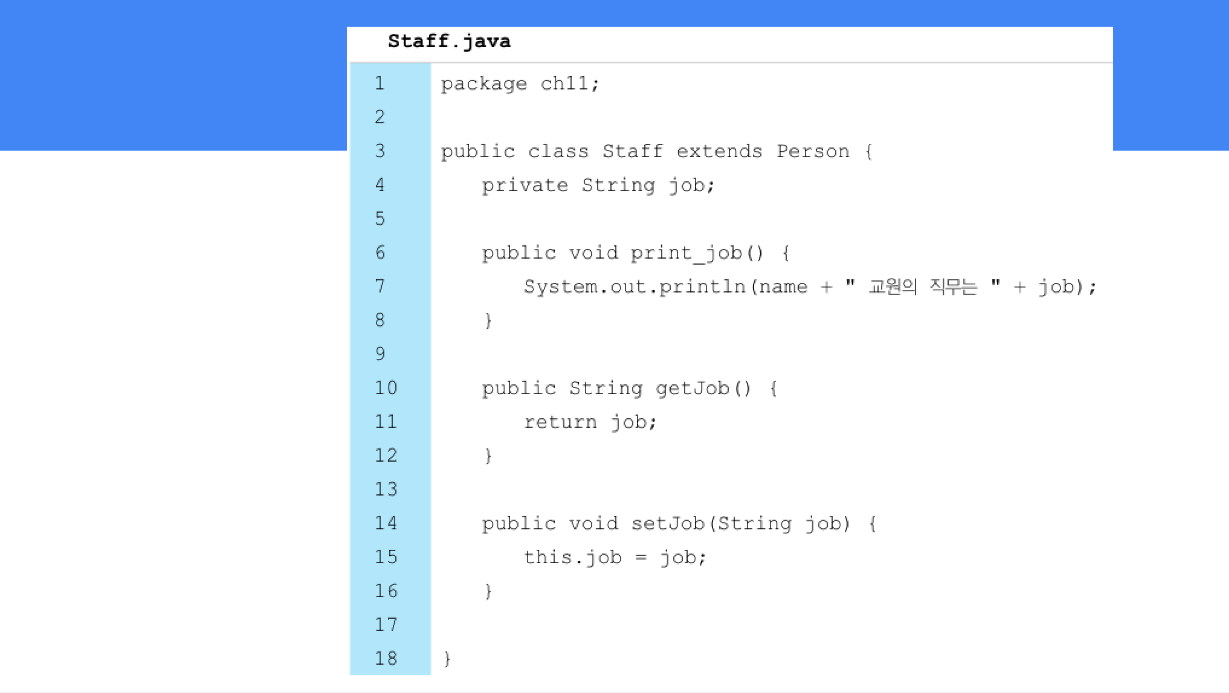 Staff.java
1 package ch11;
2
3 public class Staff extends Person {
4 private String job;
5
6 public void print_job() {
7 System.out.println(name + " 교원의 직무는 " + job);
8 }
9
10 public String getJob() {
11 return job;
12 }
13
14 public void setJob(String job) {
15 this.job = job;
16 }
17
18 }